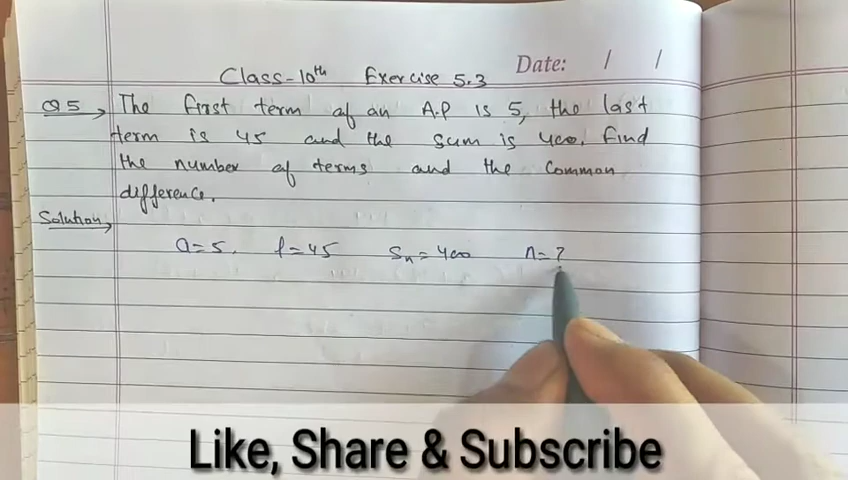 Date: / /
Class-10th Exercise 5.3
Q5 → The first term of an A.P is 5, the last
term is 45 and the sum is 400. Find
the number of terms and the common
difference.
Solution→
a=5. l=45 Sn=400 n=?
Like, Share & Subscribe